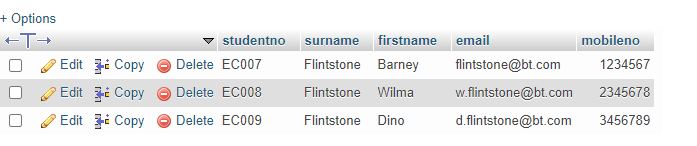 + Options
studentno surname firstname email mobileno
Edit Copy Delete EC007 Flintstone Barney flintstone@bt.com 1234567
Edit Copy Delete EC008 Flintstone Wilma w.flintstone@bt.com 2345678
Edit Copy Delete EC009 Flintstone Dino d.flintstone@bt.com 3456789